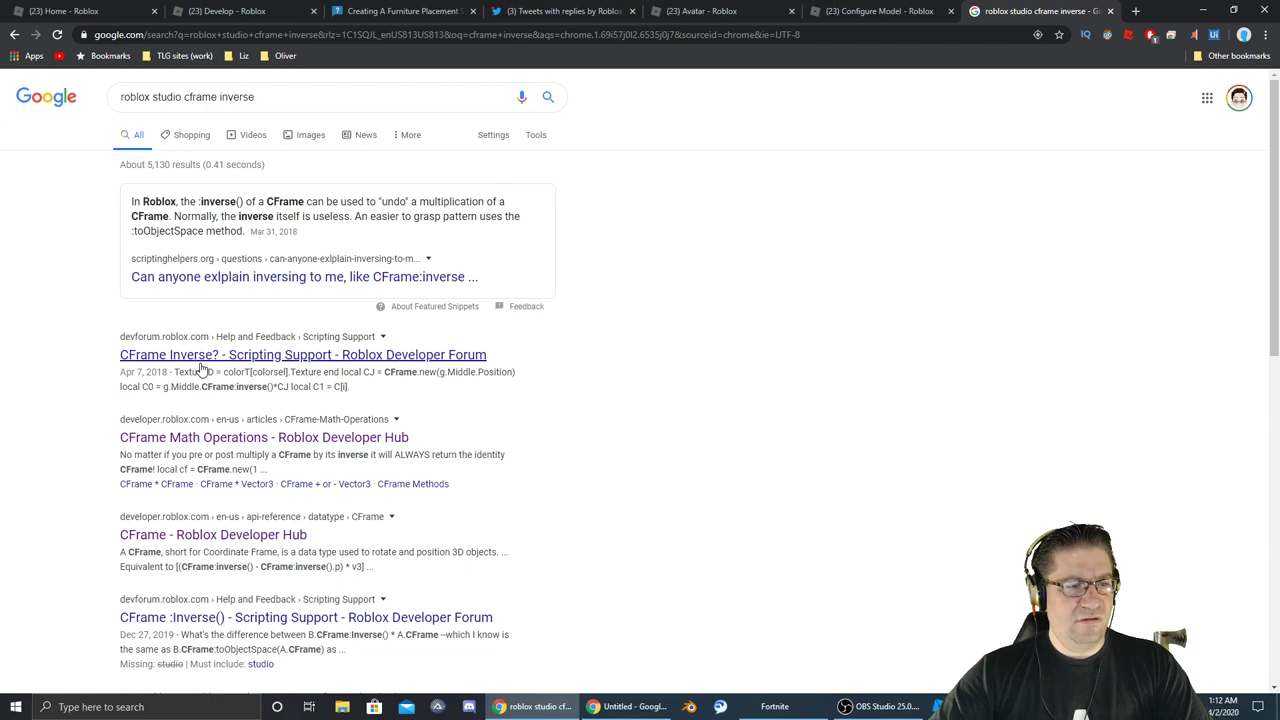 (23) Home - Roblox
(23) Develop - Roblox
Creating A Furniture Placement S
(3) Tweets with replies by Roblox
(23) Avatar - Roblox
(23) Configure Model - Roblox
roblox studio cframe inverse - Go
google.com/search?q=roblox+studio+cframe+inverse&rlz=1C1SQJL_enUS813US813&oq=cframe+inverse&aqs=chrome.1.69i57j0l2.6535j0j7&sourceid=chrome&ie=UTF-8
Apps
Bookmarks
TLG sites (work)
Liz
Oliver
Other bookmarks
Google
roblox studio cframe inverse
All
Shopping
Videos
Images
News
More
Settings
Tools
About 5,130 results (0.41 seconds)
In Roblox, the :inverse() of a CFrame can be used to "undo" a multiplication of a
CFrame. Normally, the inverse itself is useless. An easier to grasp pattern uses the
:toObjectSpace method. Mar 31, 2018
scriptinghelpers.org › questions › can-anyone-exlplain-inversing-to-m...
Can anyone exlplain inversing to me, like CFrame:inverse ...
About Featured Snippets
Feedback
devforum.roblox.com › Help and Feedback › Scripting Support
CFrame Inverse? - Scripting Support - Roblox Developer Forum
Apr 7, 2018 - D = colorT[colorsel].Texture end local CJ = CFrame.new(g.Middle.Position)
local C0 = g.Middle.CFrame:inverse()*CJ local C1 = C[i].
developer.roblox.com › en-us › articles › CFrame-Math-Operations
CFrame Math Operations - Roblox Developer Hub
No matter if you pre or post multiply a CFrame by its inverse it will ALWAYS return the identity
CFrame! local cf = CFrame.new(1 ...
CFrame * CFrame · CFrame * Vector3 · CFrame + or - Vector3 · CFrame Methods
developer.roblox.com › en-us › api-reference › datatype › CFrame
CFrame - Roblox Developer Hub
A CFrame, short for Coordinate Frame, is a data type used to rotate and position 3D objects. ...
Equivalent to [(CFrame:inverse() - CFrame:inverse().p) * v3] ...
devforum.roblox.com › Help and Feedback › Scripting Support
CFrame :Inverse() - Scripting Support - Roblox Developer Forum
Dec 27, 2019 - What's the difference between B.CFrame:Inverse() * A.CFrame --which I know is
the same as B.CFrame:toObjectSpace(A.CFrame) as ...
Missing: studio | Must include: studio
Type here to search
roblox studio cf...
Untitled - Googl...
Fortnite
OBS Studio 25.0....
1:12 AM
4/2/2020